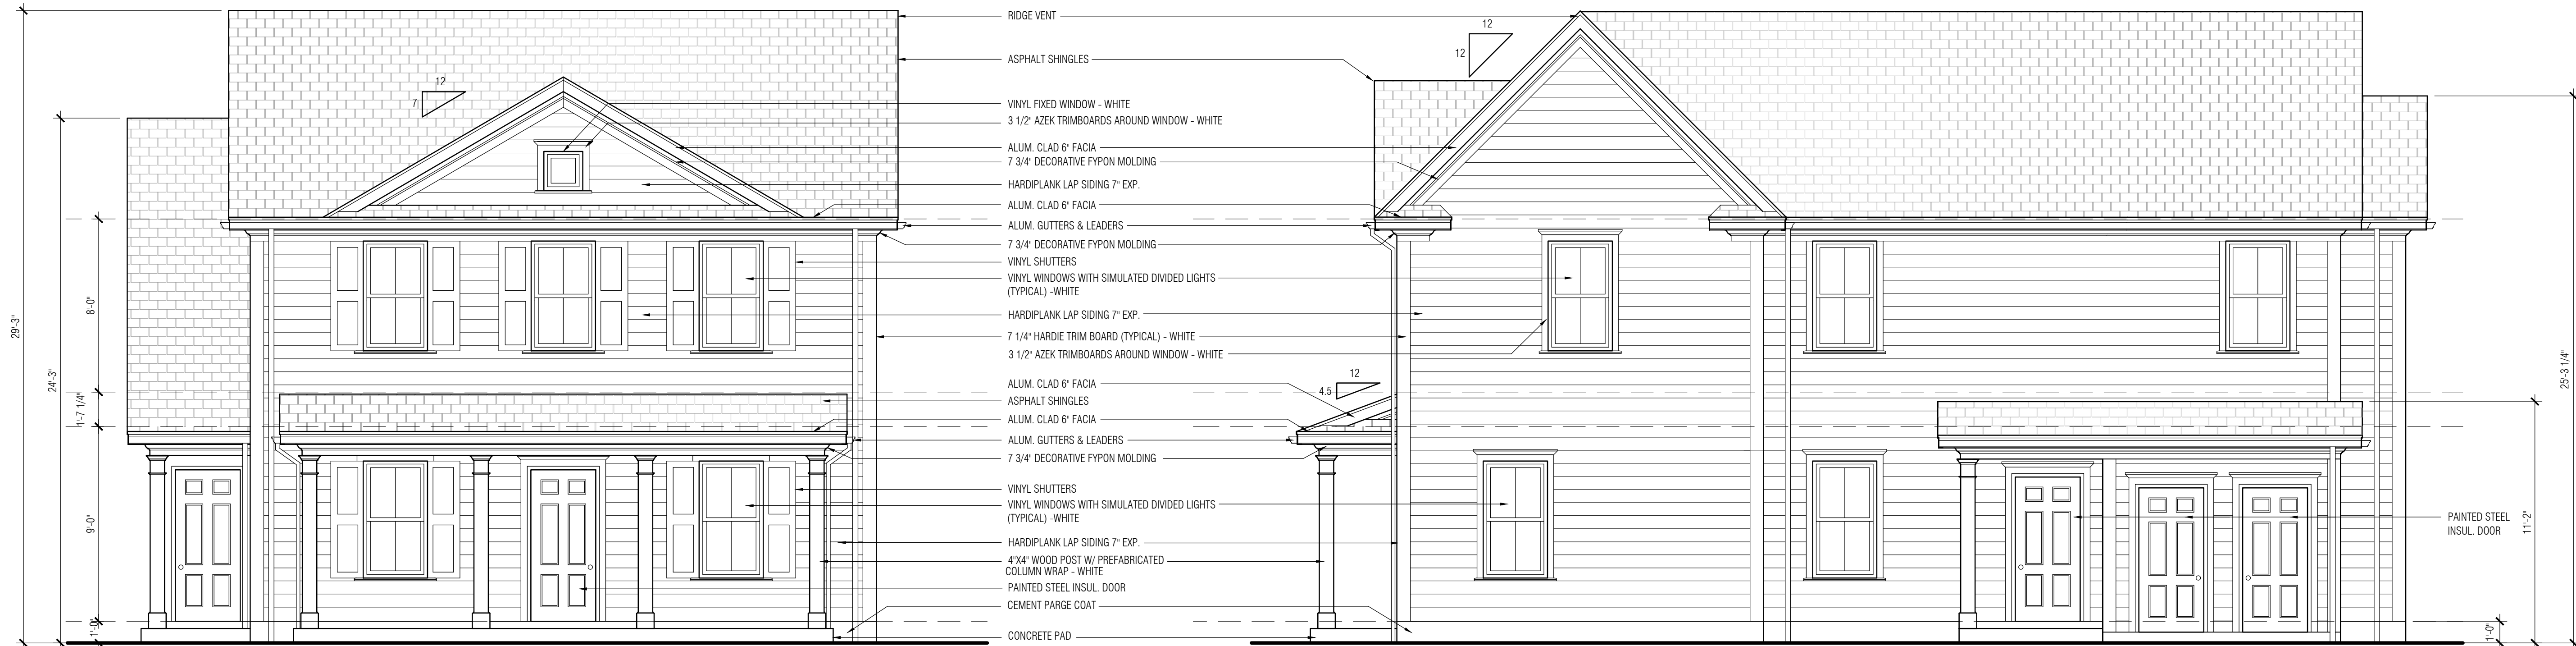 RIDGE VENT
ASPHALT SHINGLES
VINYL FIXED WINDOW - WHITE
3 1/2" AZEK TRIMBOARDS AROUND WINDOW - WHITE
ALUM. CLAD 6" FACIA
7 3/4" DECORATIVE FYPON MOLDING
HARDIPLANK LAP SIDING 7" EXP.
ALUM. CLAD 6" FACIA
ALUM. GUTTERS & LEADERS
7 3/4" DECORATIVE FYPON MOLDING
VINYL SHUTTERS
VINYL WINDOWS WITH SIMULATED DIVIDED LIGHTS
(TYPICAL) -WHITE
HARDIPLANK LAP SIDING 7" EXP.
7 1/4" HARDIE TRIM BOARD (TYPICAL) - WHITE
3 1/2" AZEK TRIMBOARDS AROUND WINDOW - WHITE
ALUM. CLAD 6" FACIA
ASPHALT SHINGLES
ALUM. CLAD 6" FACIA
ALUM. GUTTERS & LEADERS
7 3/4" DECORATIVE FYPON MOLDING
VINYL SHUTTERS
VINYL WINDOWS WITH SIMULATED DIVIDED LIGHTS
(TYPICAL) -WHITE
HARDIPLANK LAP SIDING 7" EXP.
4"X4" WOOD POST W/ PREFABRICATED
COLUMN WRAP - WHITE
PAINTED STEEL INSUL. DOOR
CEMENT PARGE COAT
CONCRETE PAD
12
7
29'-3"
24'-3"
8'-0"
1'-7 1/4"
9'-0"
1'-0"
12
12
12
4.5
PAINTED STEEL
INSUL. DOOR
25'-3 1/4"
11'-2"
1'-0"